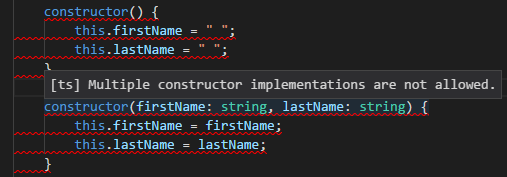 constructor() {
this.firstName = " ";
this.lastName = " ";
}
[ts] Multiple constructor implementations are not allowed.
constructor(firstName: string, lastName: string) {
this.firstName = firstName;
this.lastName = lastName;
}